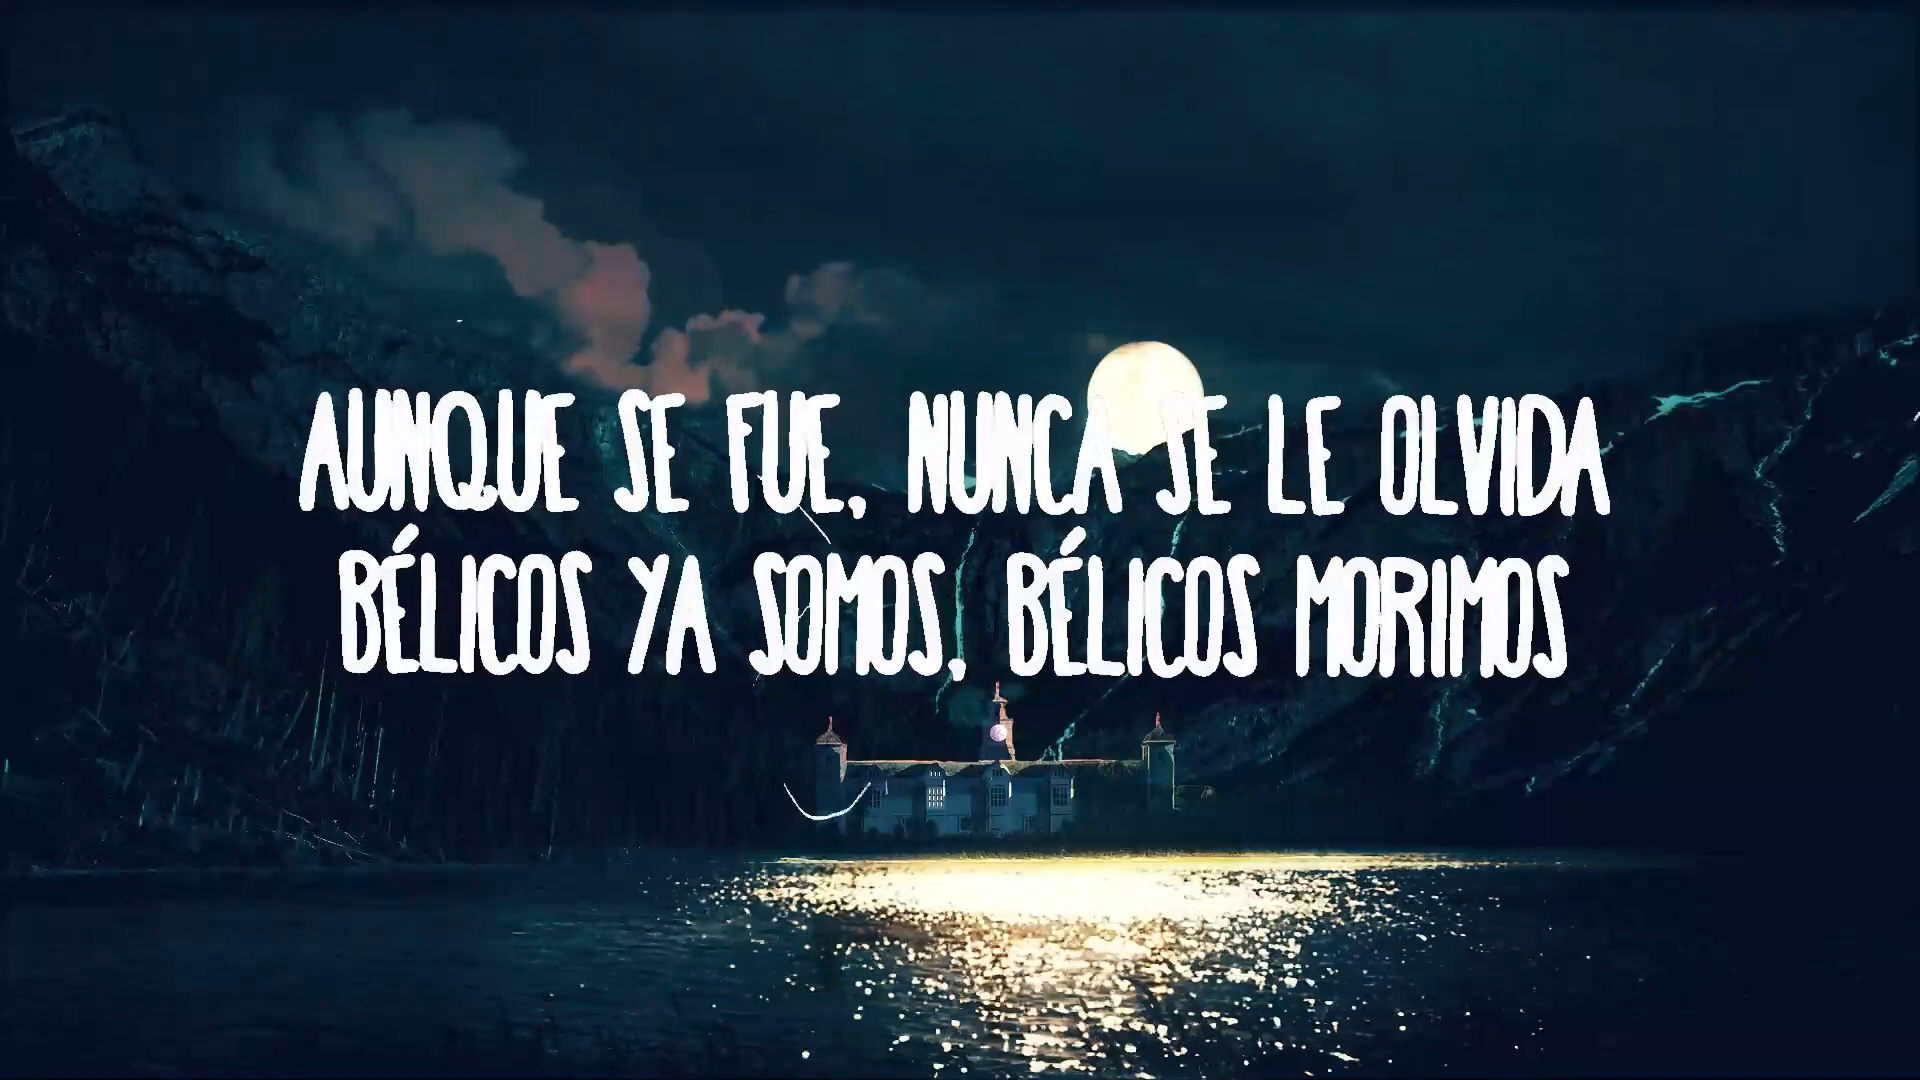 AUNQUE SE FUE, NUNCA SE LE OLVIDA
BÉLICOS YA SOMOS, BÉLICOS MORIMOS